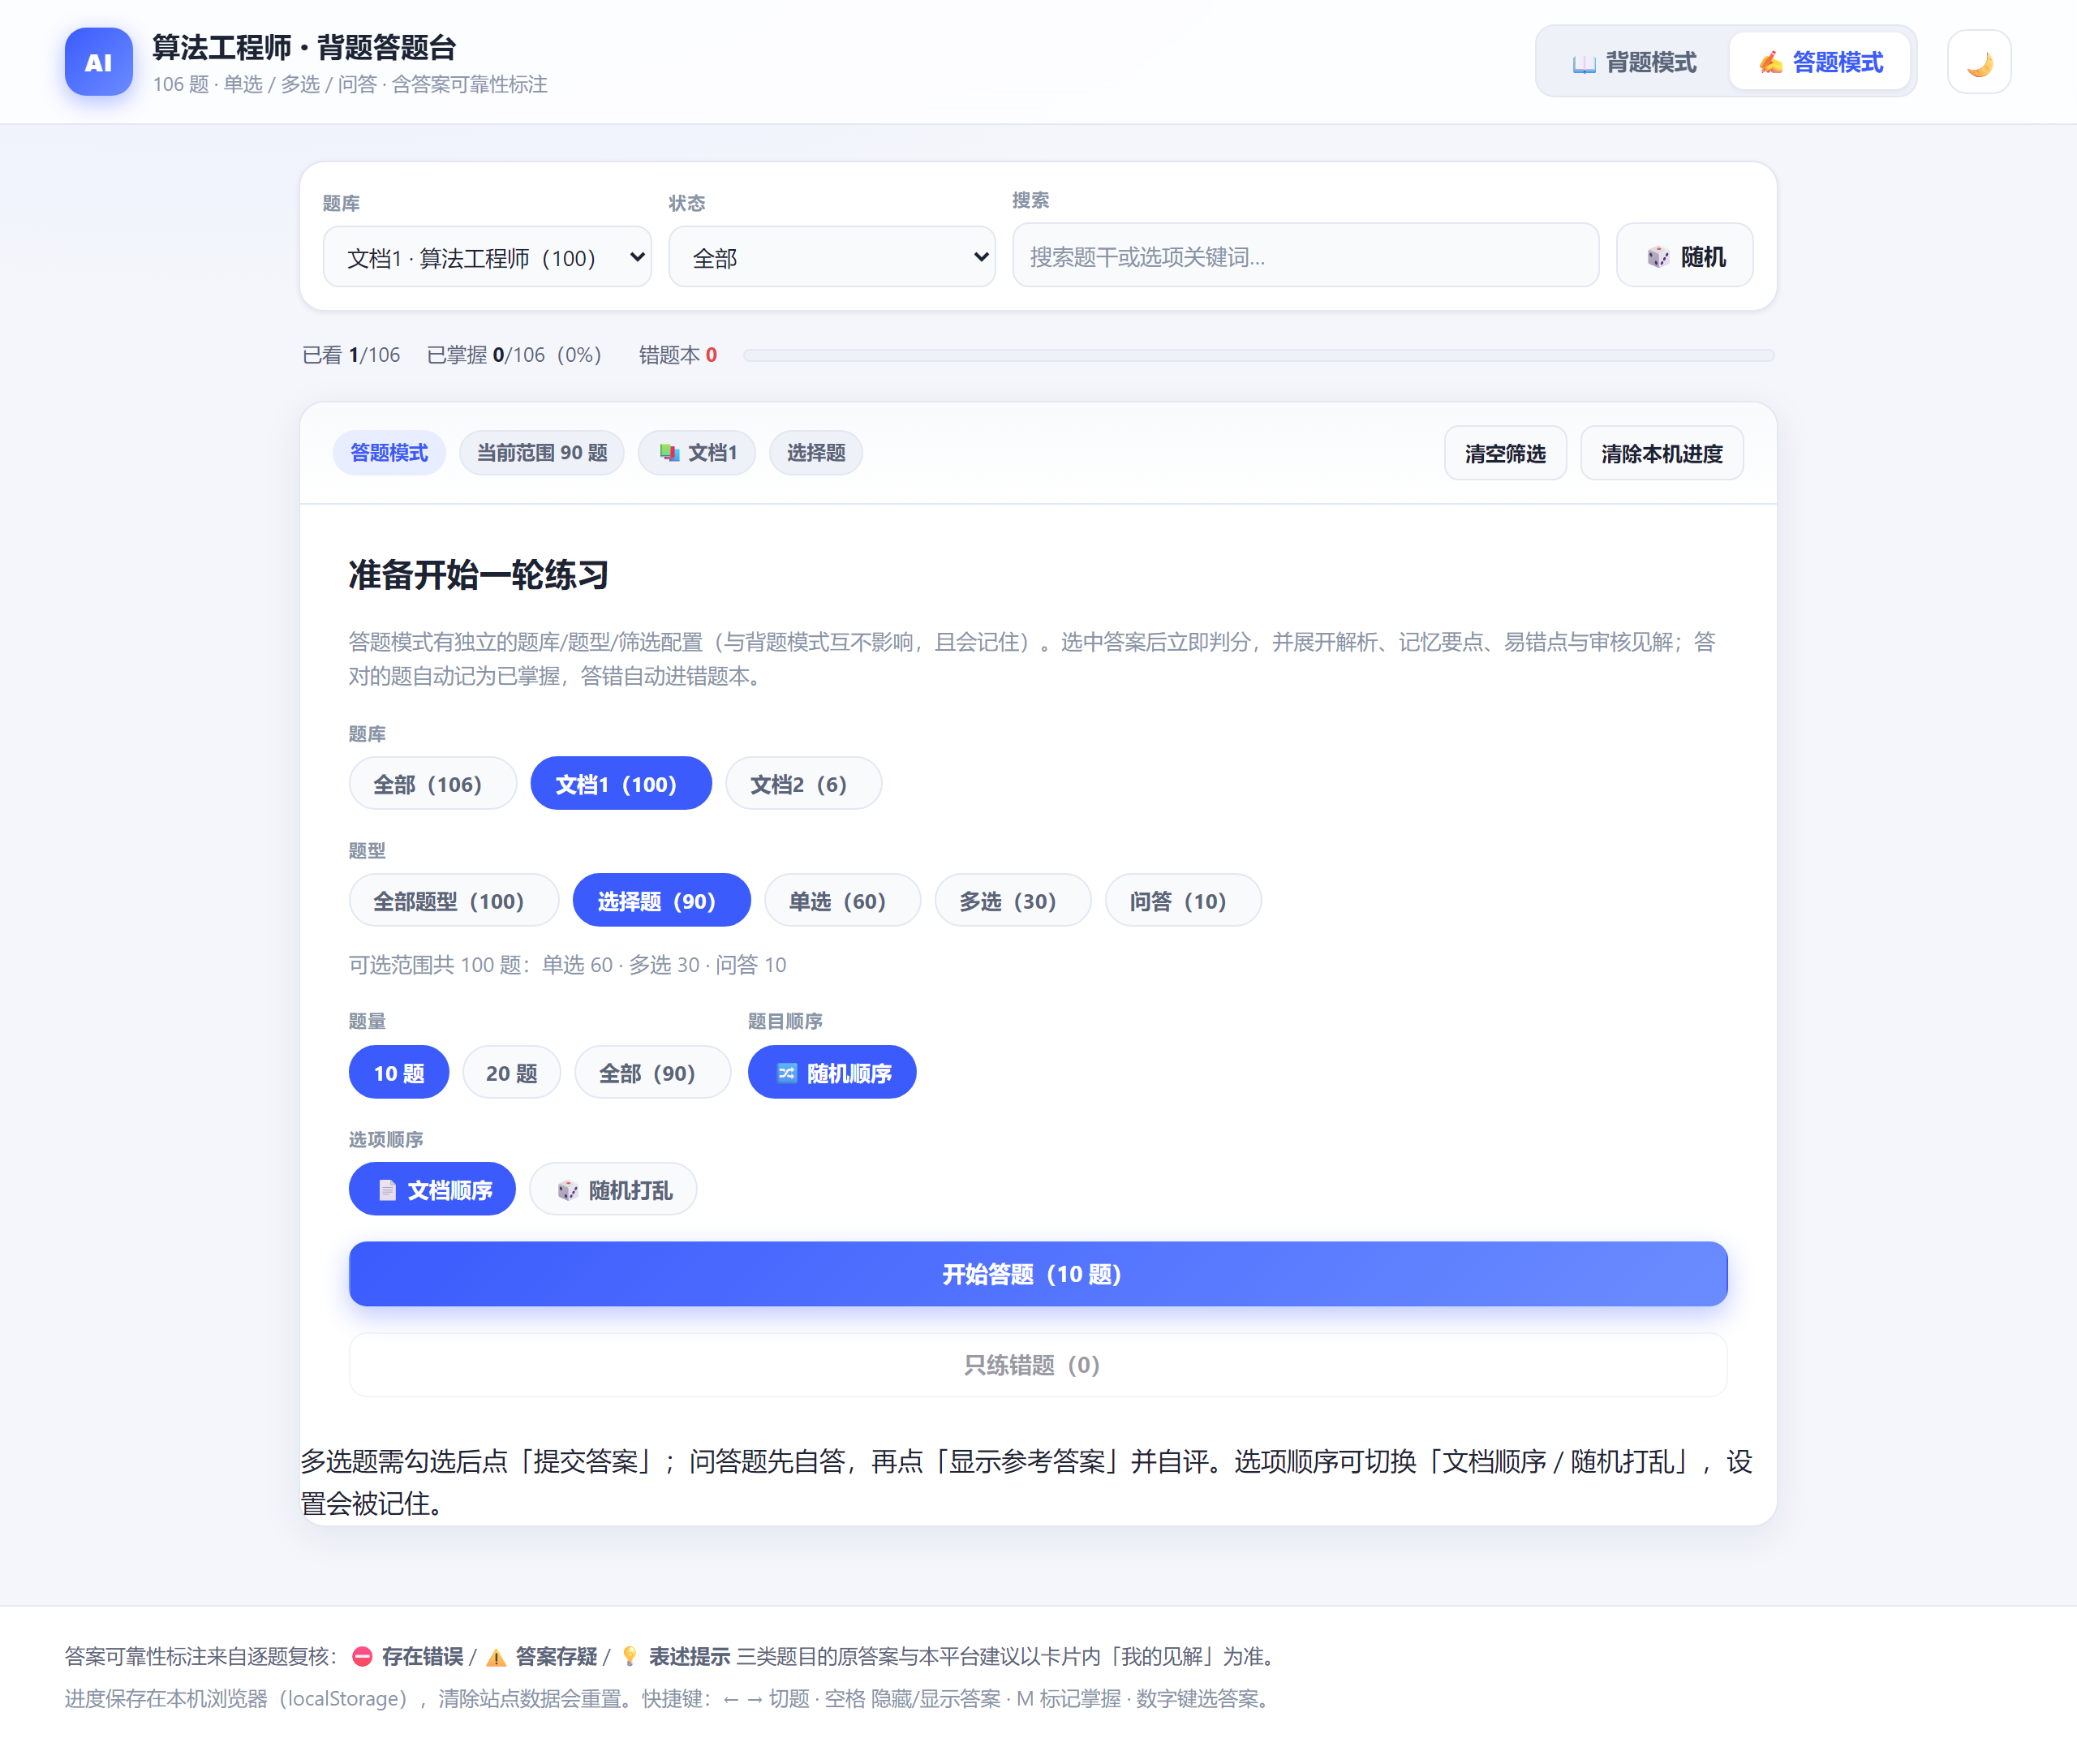 AI
算法工程师 · 背题答题台
106 题 · 单选 / 多选 / 问答 · 含答案可靠性标注
📖 背题模式
✍️ 答题模式
🌙
题库
状态
搜索
文档1 · 算法工程师（100）
全部
搜索题干或选项关键词...
🎲 随机
已看 1/106 已掌握 0/106（0%） 错题本 0
答题模式
当前范围 90 题
📚 文档1
选择题
清空筛选
清除本机进度
准备开始一轮练习
答题模式有独立的题库/题型/筛选配置（与背题模式互不影响，且会记住）。选中答案后立即判分，并展开解析、记忆要点、易错点与审核见解；答
对的题自动记为已掌握，答错自动进错题本。
题库
全部（106） 文档1（100） 文档2（6）
题型
全部题型（100） 选择题（90） 单选（60） 多选（30） 问答（10）
可选范围共 100 题：单选 60 · 多选 30 · 问答 10
题量
题目顺序
10 题 20 题 全部（90） 🔀 随机顺序
选项顺序
📄 文档顺序 🎲 随机打乱
开始答题（10 题）
只练错题（0）
多选题需勾选后点「提交答案」；问答题先自答，再点「显示参考答案」并自评。选项顺序可切换「文档顺序 / 随机打乱」，设
置会被记住。
答案可靠性标注来自逐题复核：⛔ 存在错误 / ⚠️ 答案存疑 / 💡 表述提示 三类题目的原答案与本平台建议以卡片内「我的见解」为准。
进度保存在本机浏览器（localStorage），清除站点数据会重置。快捷键：← → 切题 · 空格 隐藏/显示答案 · M 标记掌握 · 数字键选答案。